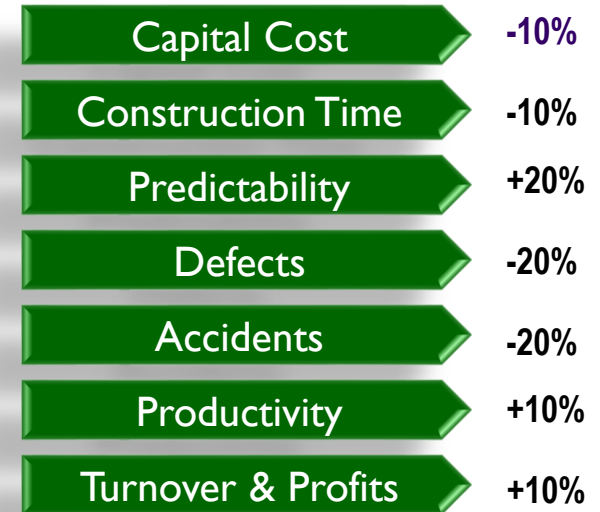 Capital Cost -10%
Construction Time -10%
Predictability +20%
Defects -20%
Accidents -20%
Productivity +10%
Turnover & Profits +10%